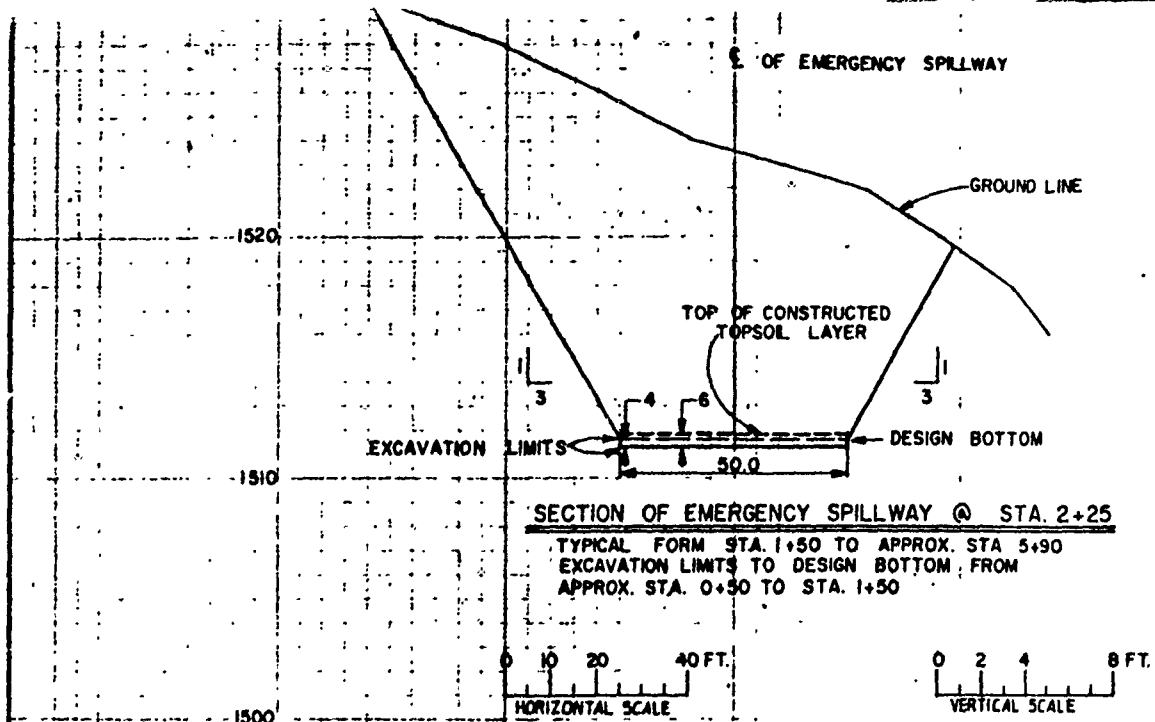 ℄ OF EMERGENCY SPILLWAY
GROUND LINE
1520
TOP OF CONSTRUCTED
TOPSOIL LAYER
1
3
1
3
4
6
EXCAVATION LIMITS
DESIGN BOTTOM
50.0
1510
SECTION OF EMERGENCY SPILLWAY @ STA. 2+25
TYPICAL FORM STA. 1+50 TO APPROX. STA 5+90
EXCAVATION LIMITS TO DESIGN BOTTOM FROM
APPROX. STA. 0+50 TO STA. 1+50
0 10 20 40 FT.
HORIZONTAL SCALE
0 2 4 8 FT.
VERTICAL SCALE
1500